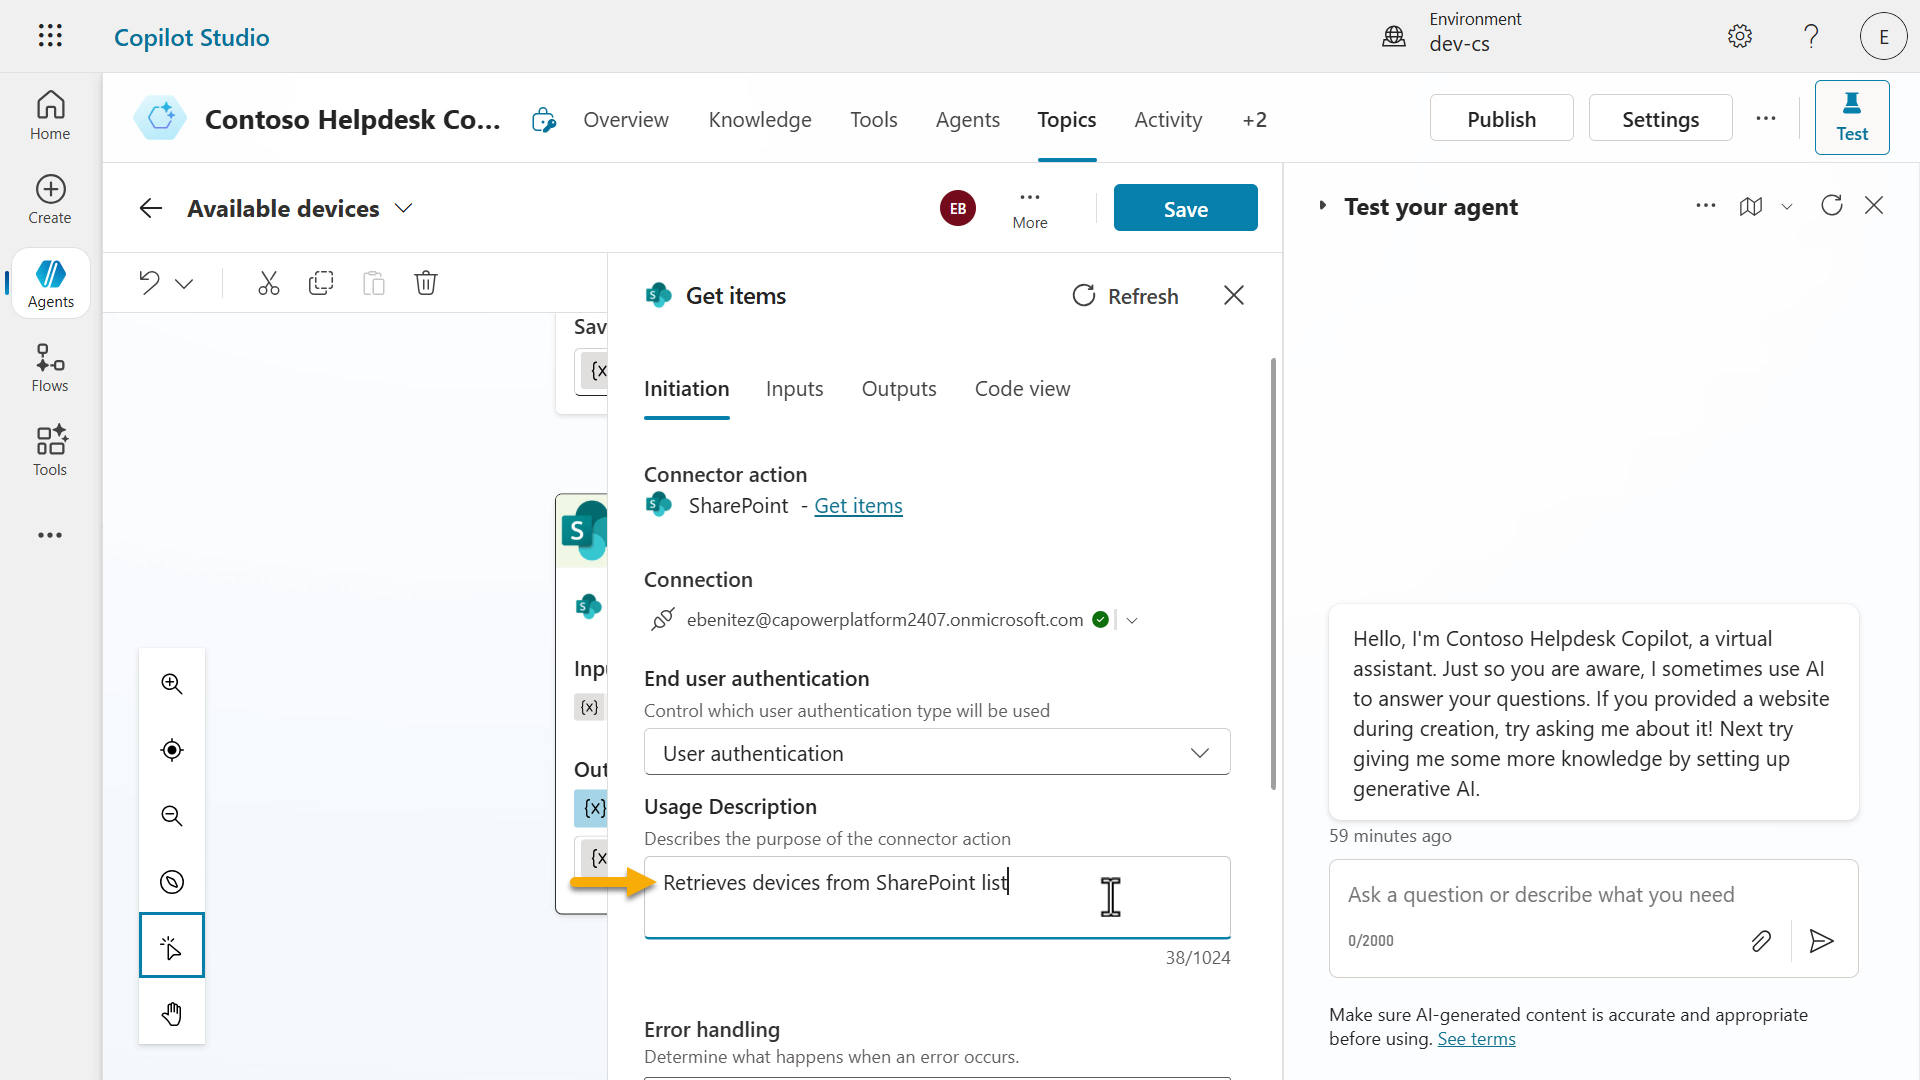 Copilot Studio
Environment
dev-cs
E
Home
Create
Agents
Flows
Tools
Contoso Helpdesk Co...
Overview
Knowledge
Tools
Agents
Topics
Activity
+2
Publish
Settings
Test
Available devices
EB
More
Save
Sav
{x
S
S
Inpu
{x}
Out
{x}
{x
Get items
Refresh
Initiation
Inputs
Outputs
Code view
Connector action
SharePoint - Get items
Connection
ebenitez@capowerplatform2407.onmicrosoft.com
End user authentication
Control which user authentication type will be used
User authentication
Usage Description
Describes the purpose of the connector action
Retrieves devices from SharePoint list
38/1024
Error handling
Determine what happens when an error occurs.
Test your agent
Hello, I'm Contoso Helpdesk Copilot, a virtual
assistant. Just so you are aware, I sometimes use AI
to answer your questions. If you provided a website
during creation, try asking me about it! Next try
giving me some more knowledge by setting up
generative AI.
59 minutes ago
Ask a question or describe what you need
0/2000
Make sure AI-generated content is accurate and appropriate
before using. See terms